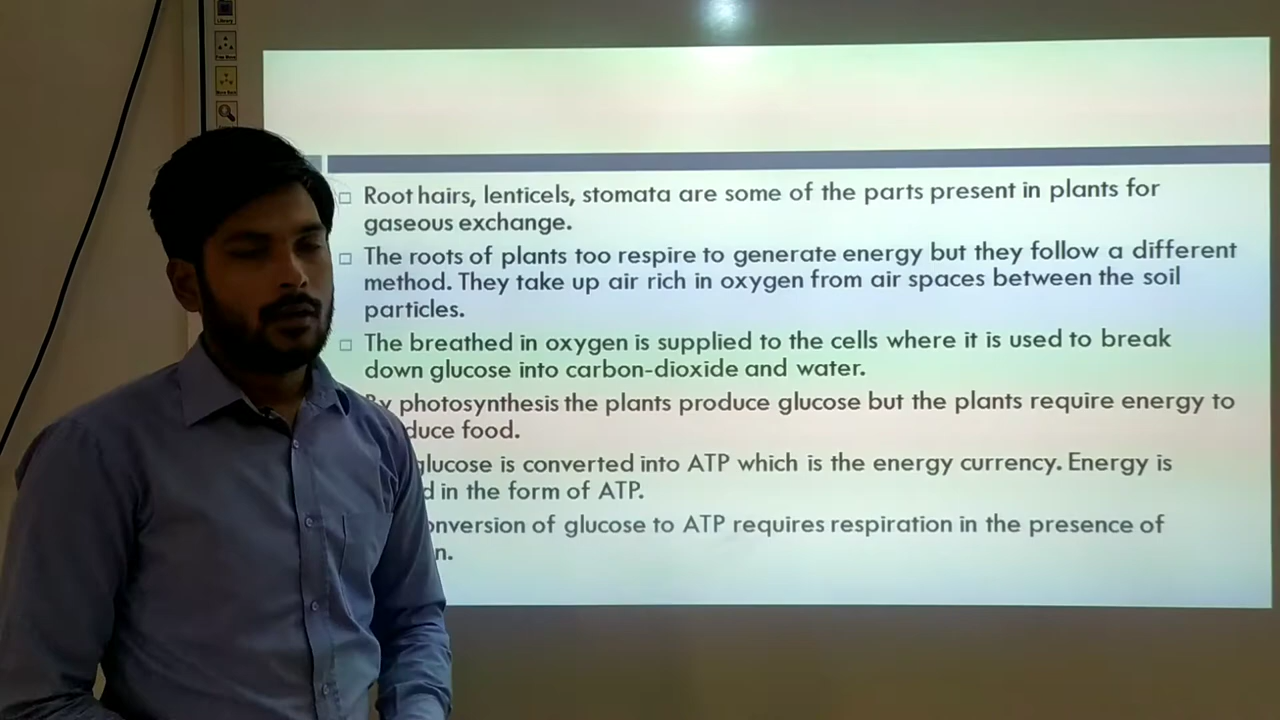 Library
Root hairs, lenticels, stomata are some of the parts present in plants for
gaseous exchange.
The roots of plants too respire to generate energy but they follow a different
method. They take up air rich in oxygen from air spaces between the soil
particles.
The breathed in oxygen is supplied to the cells where it is used to break
down glucose into carbon-dioxide and water.
By photosynthesis the plants produce glucose but the plants require energy to
duce food.
glucose is converted into ATP which is the energy currency. Energy is
d in the form of ATP.
onversion of glucose to ATP requires respiration in the presence of
n.